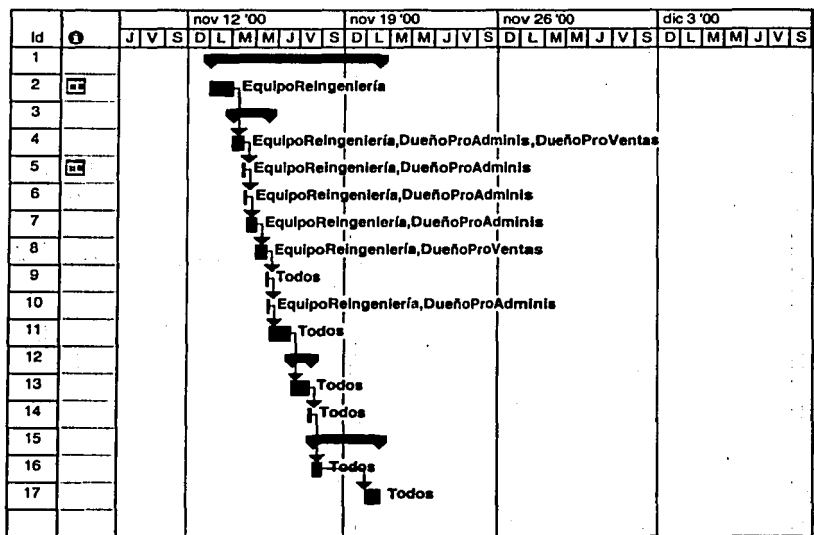 nov 12 '00 nov 19 '00 nov 26 '00 dic 3 '00
Id J V S D L M M J V S D L M M J V S D L M M J V S D L M M J V S
1
2 EquipoReingeniería
3
4 EquipoReingeniería,DueñoProAdminis,DueñoProVentas
5 EquipoReingeniería,DueñoProAdminis
6 EquipoReingeniería,DueñoProAdminis
7 EquipoReingeniería,DueñoProAdminis
8 EquipoReingeniería,DueñoProVentas
9 Todos
10 EquipoReingeniería,DueñoProAdminis
11 Todos
12
13 Todos
14 Todos
15
16 Todos
17 Todos